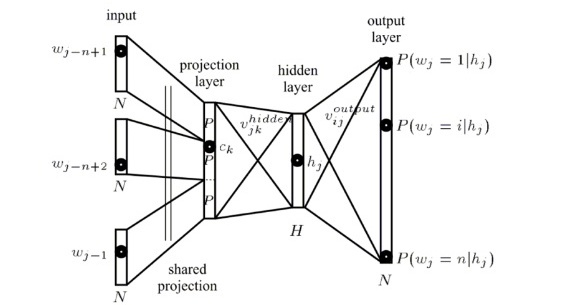 input
output
layer
projection
layer
hidden
layer
w_{j-n+1}
P(w_j = 1|h_j)
N
P
v_{jk}^{hidden}
v_{ij}^{output}
P(w_j = i|h_j)
c_k
P
w_{j-n+2}
h_j
N
P
H
w_{j-1}
P(w_j = n|h_j)
shared
projection
N
N